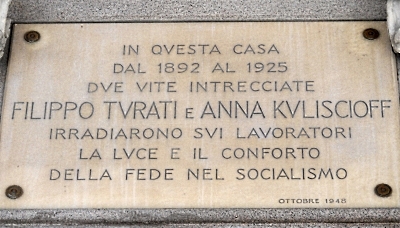 IN QVESTA CASA
DAL 1892 AL 1925
DVE VITE INTRECCIATE
FILIPPO TVRATI E ANNA KVLISCIOFF
IRRADIARONO SVI LAVORATORI
LA LVCE E IL CONFORTO
DELLA FEDE NEL SOCIALISMO
OTTOBRE 1948